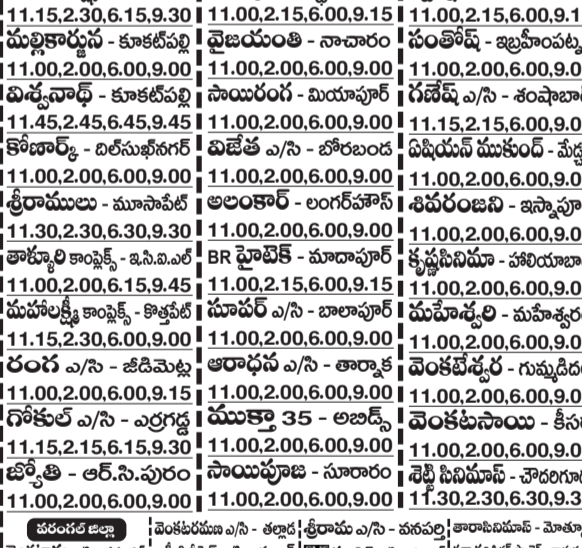 11.15,2.30,6.15,9.30
మల్లికార్జున - కూకట్‌పల్లి
11.00,2.00,6.00,9.00
విశ్వనాథ్ - కూకట్‌పల్లి
11.45,2.45,6.45,9.45
కోణార్క్ - దిల్‌సుఖ్‌నగర్
11.00,2.00,6.00,9.00
శ్రీరాములు - మూసాపేట్
11.30,2.30,6.30,9.30
తాళ్ళూరి కాంప్లెక్స్ - ఇ.సి.ఐ.ఎల్
11.00,2.00,6.15,9.45
మహాలక్ష్మీ కాంప్లెక్స్ - కొత్తపేట్
11.15,2.30,6.00,9.00
రంగ ఎ/సి - జీడిమెట్ల
11.00,2.00,6.00,9.15
గోకుల్ ఎ/సి - ఎర్రగడ్డ
11.15,2.15,6.15,9.30
జ్యోతి - ఆర్.సి.పురం
11.00,2.00,6.00,9.00
11.00,2.15,6.00,9.15
వైజయంతి - నాచారం
11.00,2.00,6.00,9.00
సాయిరంగ - మియాపూర్
11.00,2.00,6.00,9.00
విజేత ఎ/సి - బోరబండ
11.00,2.00,6.00,9.00
అలంకార్ - లంగర్‌హౌస్
11.00,2.00,6.00,9.00
BR హైటెక్ - మాదాపూర్
11.00,2.15,6.00,9.15
సూపర్ ఎ/సి - బాలాపూర్
11.00,2.00,6.00,9.00
ఆరాధన ఎ/సి - తార్నాక
11.00,2.00,6.00,9.00
ముక్తా 35 - అబిడ్స్
11.00,2.00,6.00,9.00
సాయిపూజ - సూరారం
11.00,2.00,6.00,9.00
11.00,2.15,6.00,9.1
సంతోష్ - ఇబ్రహీంపట్న
11.00,2.00,6.00,9.0
గణేష్ ఎ/సి - శంషాబా
11.15,2.15,6.00,9.0
ఏషియన్ ముకుంద్ - మేడ్చ
11.00,2.00,6.00,9.0
శివరంజని - ఇస్నాపూ
11.00,2.00,6.00,9.0
కృష్ణసినిమా - హాలియాబా
11.00,2.00,6.00,9.0
మహేశ్వరి - మహేశ్వర
11.00,2.00,6.00,9.0
వెంకటేశ్వర - గుమ్మడిద
11.00,2.00,6.00,9.0
వెంకటసాయి - కీస
11.00,2.00,6.00,9.0
శెట్టి సినిమాస్ - చౌదరిగూ
11.30,2.30,6.30,9.3
వరంగల్ జిల్లా
వెంకటరమణ ఎ/సి - తల్లాడ
శ్రీరామ ఎ/సి - వనపర్తి
తారాసినిమాస్ - మోతూ